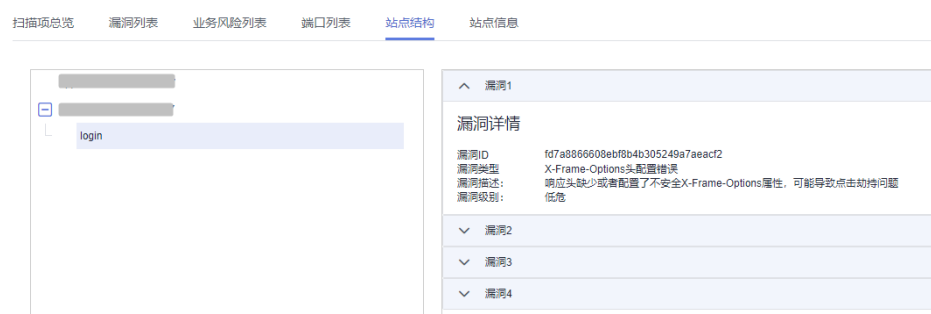 扫描项总览 漏洞列表 业务风险列表 端口列表 站点结构 站点信息
login
漏洞1
漏洞详情
漏洞ID fd7a8866608ebf8b4b305249a7aeacf2
漏洞类型 X-Frame-Options头配置错误
漏洞描述： 响应头缺少或者配置了不安全X-Frame-Options属性，可能导致点击劫持问题
漏洞级别： 低危
漏洞2
漏洞3
漏洞4